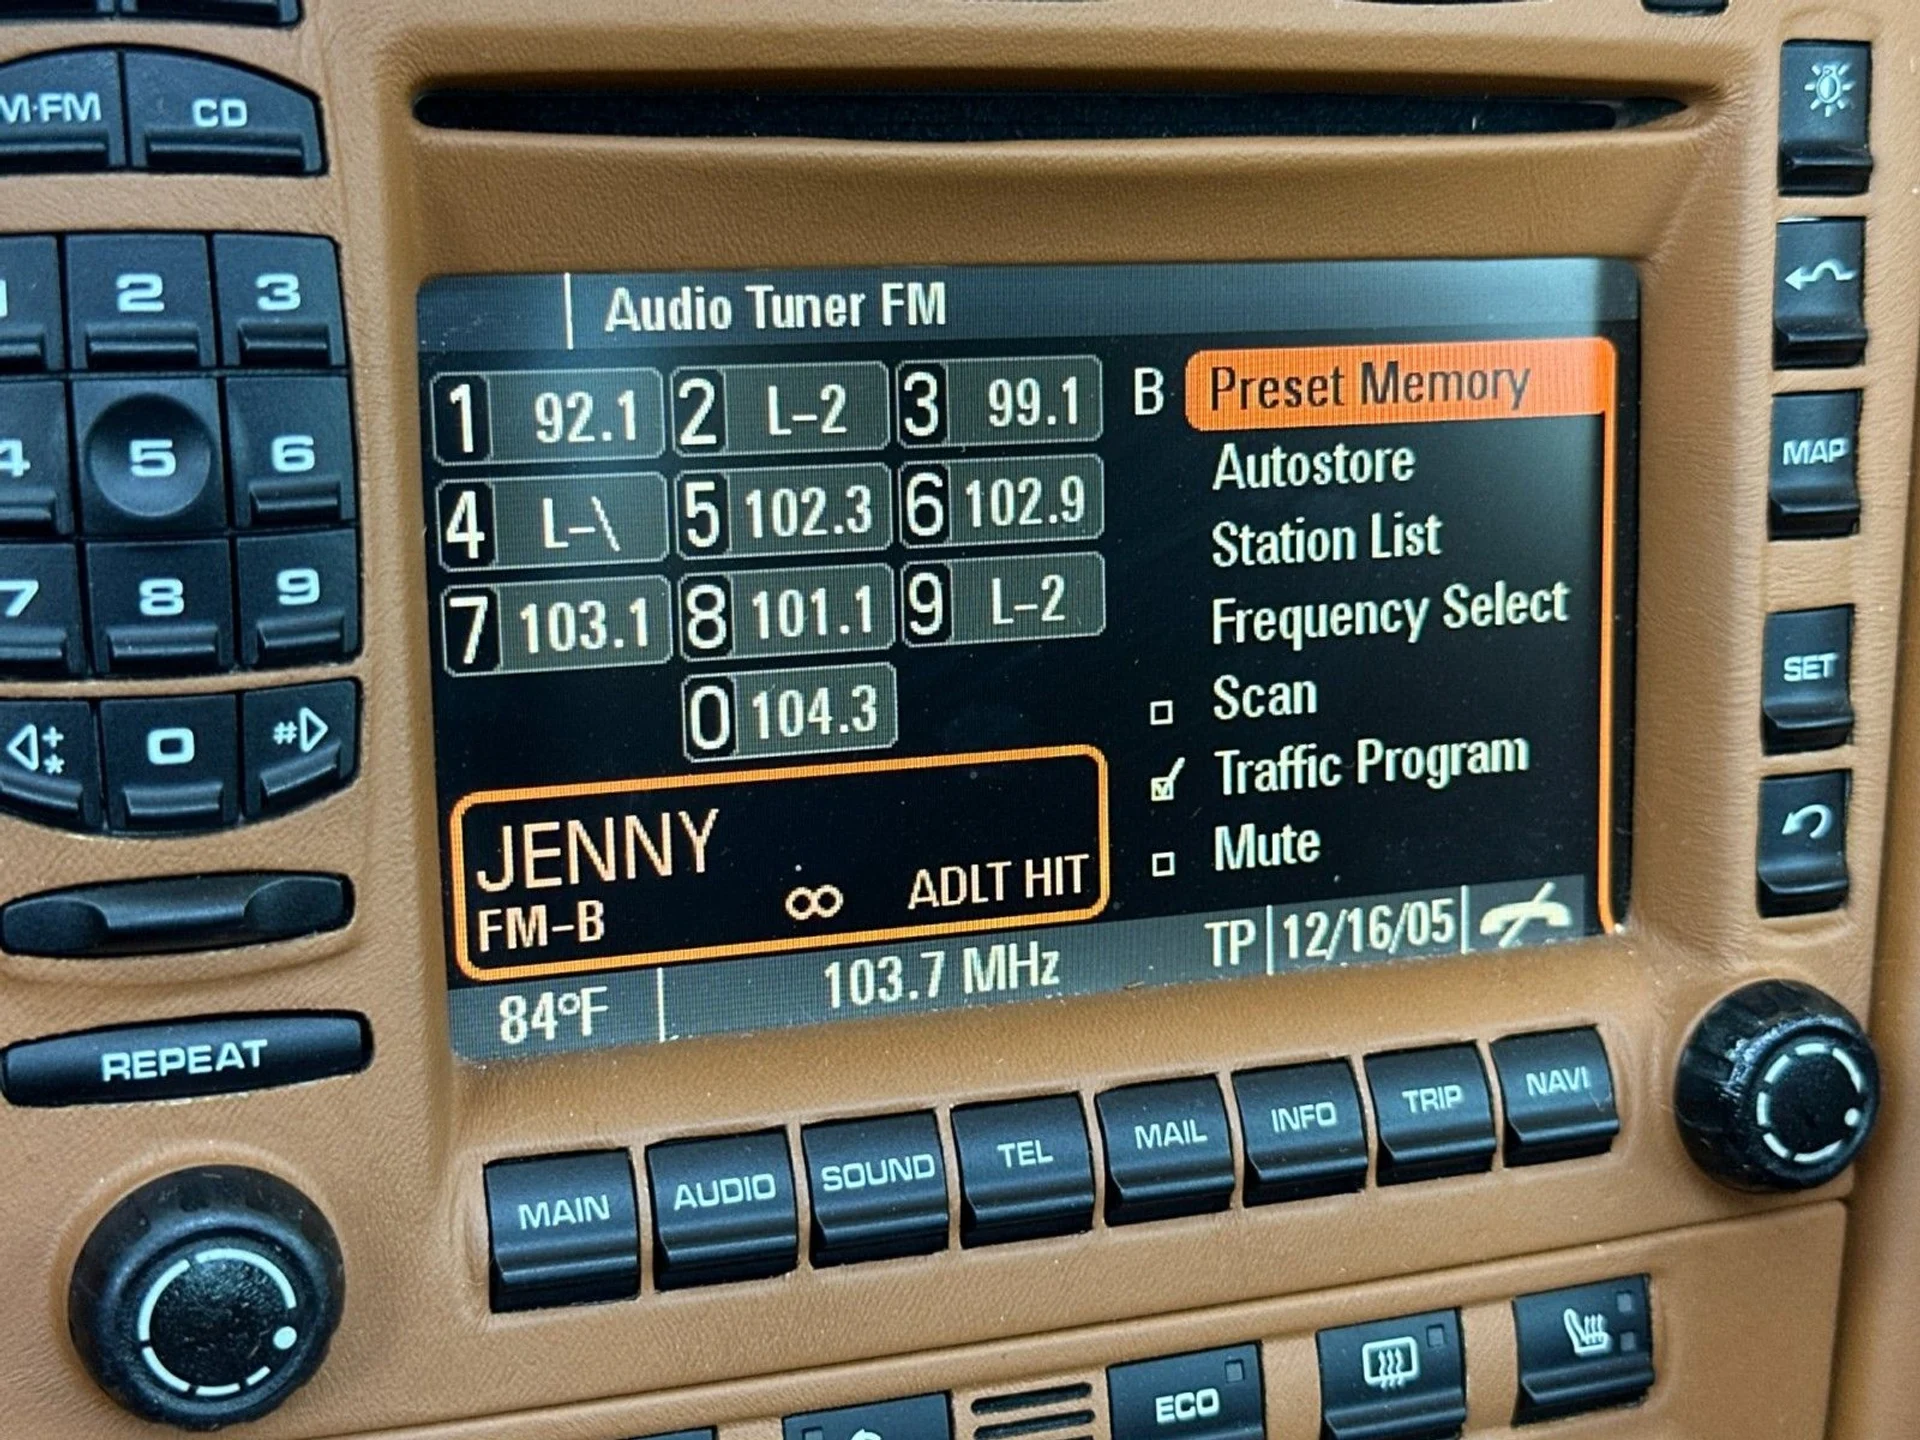 M·FM CD
2 3
4 5 6
7 8 9
0 #
REPEAT
Audio Tuner FM
1 92.1 2 L-2 3 99.1
4 L-\ 5 102.3 6 102.9
7 103.1 8 101.1 9 L-2
0 104.3
JENNY
FM-B ∞ ADLT HIT
B Preset Memory
Autostore
Station List
Frequency Select
Scan
Traffic Program
Mute
84°F 103.7 MHz TP 12/16/05
MAP
SET
MAIN AUDIO SOUND TEL MAIL INFO TRIP NAVI
ECO